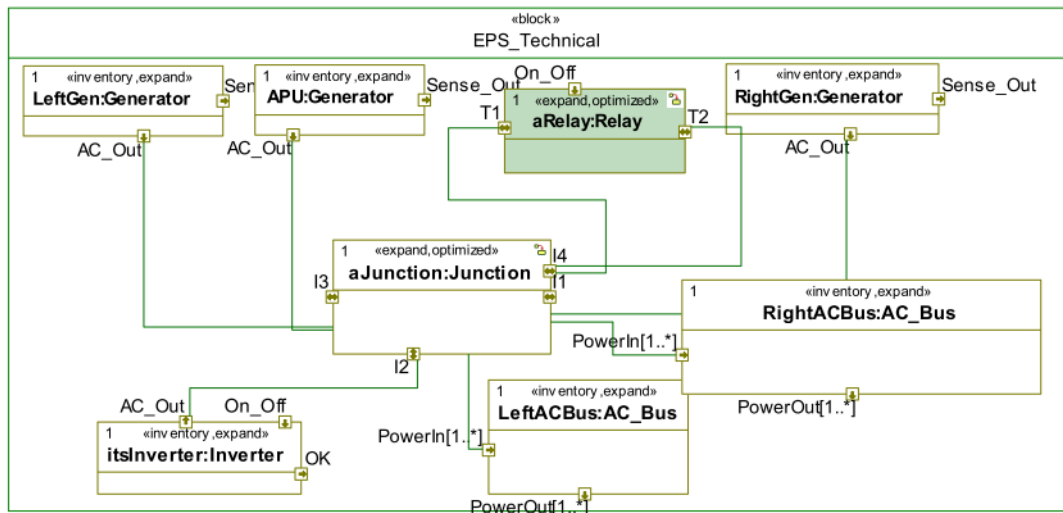 «block»
EPS_Technical
1 «inventory,expand»
LeftGen:Generator
AC_Out
1 «inventory,expand»
APU:Generator
Sense_Out
AC_Out
On_Off
1 «expand,optimized»
aRelay:Relay
T1
T2
1 «inventory,expand»
RightGen:Generator
Sense_Out
AC_Out
1 «expand,optimized»
aJunction:Junction
I4
I1
I3
I2
1 «inventory,expand»
RightACBus:AC_Bus
PowerIn[1..*]
PowerOut[1..*]
1 «inventory,expand»
LeftACBus:AC_Bus
PowerIn[1..*]
PowerOut[1..*]
AC_Out
On_Off
1 «inventory,expand»
itsInverter:Inverter
OK